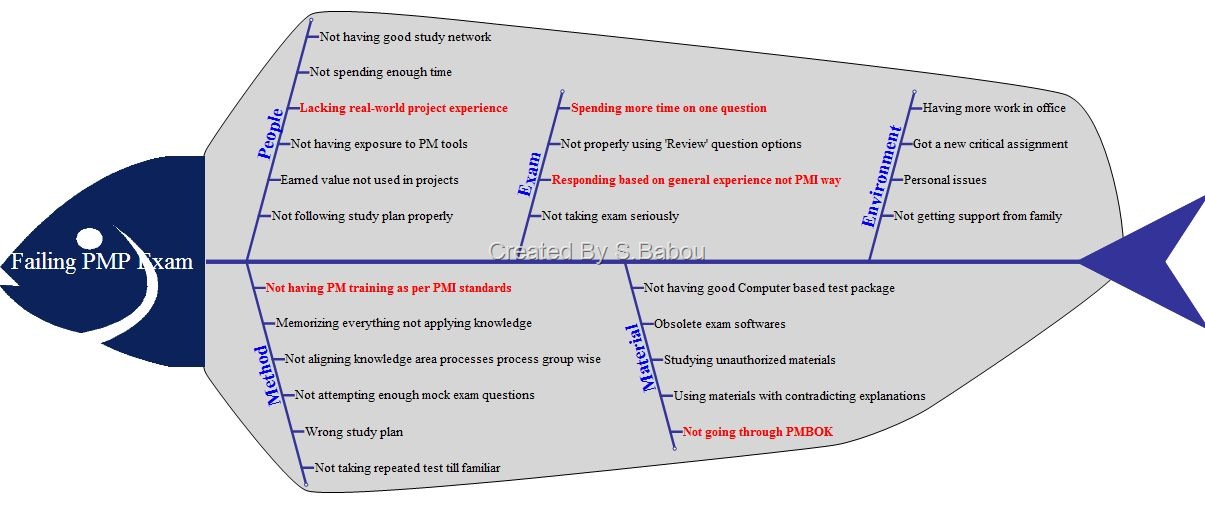 Not having good study network
Not spending enough time
Lacking real-world project experience
Not having exposure to PM tools
Earned value not used in projects
Not following study plan properly
People
Spending more time on one question
Not properly using 'Review' question options
Responding based on general experience not PMI way
Not taking exam seriously
Exam
Having more work in office
Got a new critical assignment
Personal issues
Not getting support from family
Environment
Failing PMP Exam
Created By S.Babou
Not having PM training as per PMI standards
Memorizing everything not applying knowledge
Not aligning knowledge area processes process group wise
Not attempting enough mock exam questions
Wrong study plan
Not taking repeated test till familiar
Method
Not having good Computer based test package
Obsolete exam softwares
Studying unauthorized materials
Using materials with contradicting explanations
Not going through PMBOK
Material